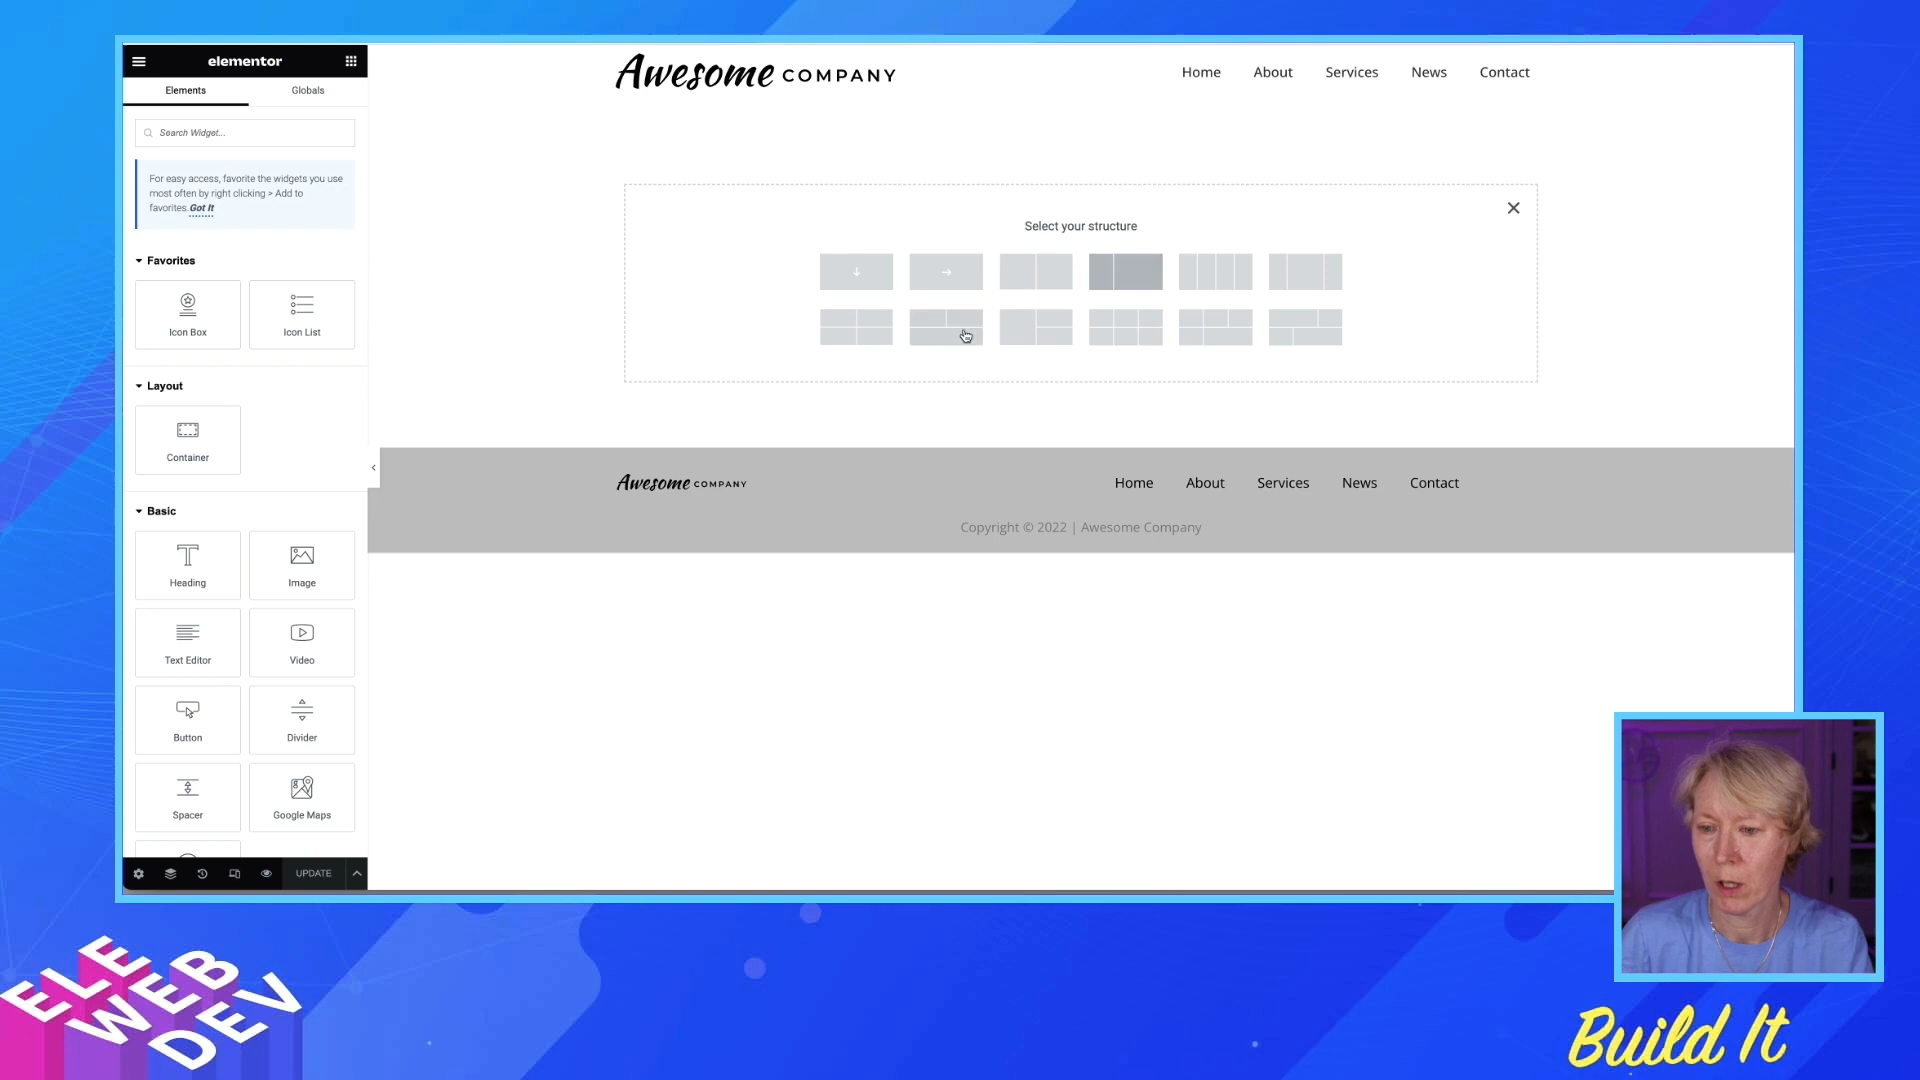 elementor
Elements
Globals
Search Widget...
For easy access, favorite the widgets you use
most often by right clicking > Add to
favorites. Got It
Favorites
Icon Box
Icon List
Layout
Container
Basic
Heading
Image
Text Editor
Video
Button
Divider
Spacer
Google Maps
UPDATE
Awesome COMPANY
Home
About
Services
News
Contact
Select your structure
Awesome COMPANY
Home
About
Services
News
Contact
Copyright © 2022 | Awesome Company
ELE
WEB
DEV
Build It